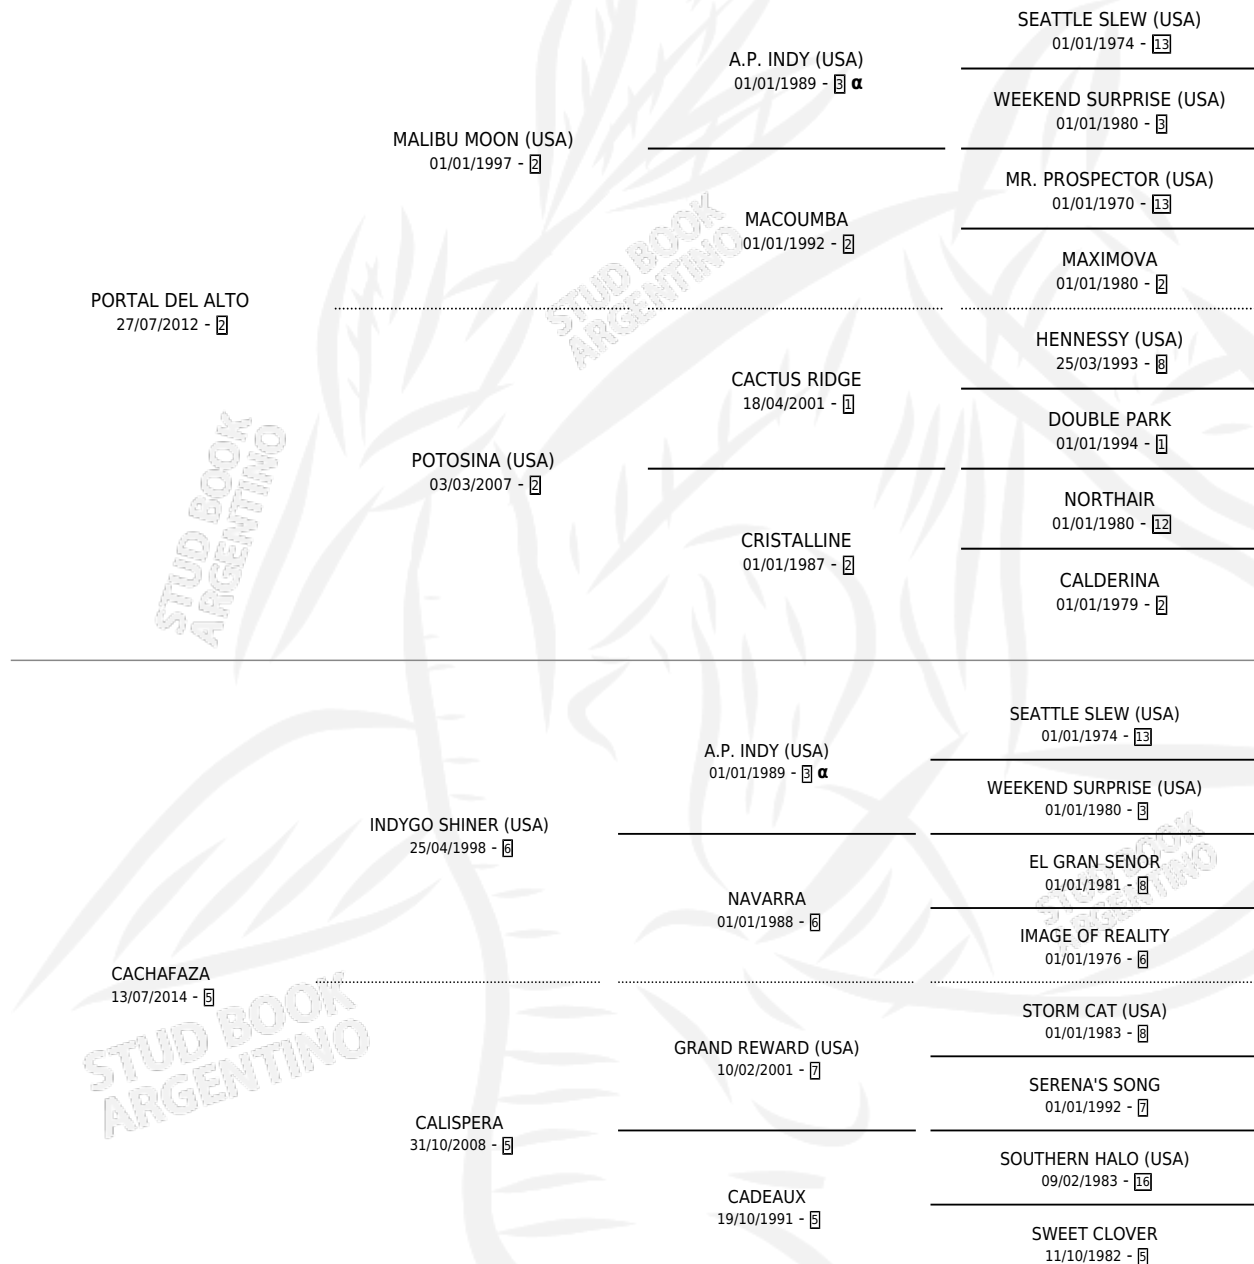 SEATTLE SLEW (USA)
01/01/1974 - 13
A.P. INDY (USA)
01/01/1989 - 3 α
WEEKEND SURPRISE (USA)
01/01/1980 - 3
MALIBU MOON (USA)
01/01/1997 - 2
MR. PROSPECTOR (USA)
01/01/1970 - 13
MACOUMBA
01/01/1992 - 2
MAXIMOVA
01/01/1980 - 2
PORTAL DEL ALTO
27/07/2012 - 2
STUD BOOK
ARGENTINO
HENNESSY (USA)
25/03/1993 - 8
CACTUS RIDGE
18/04/2001 - 1
DOUBLE PARK
01/01/1994 - 1
POTOSINA (USA)
03/03/2007 - 2
NORTHAIR
01/01/1980 - 12
CRISTALLINE
01/01/1987 - 2
CALDERINA
01/01/1979 - 2
STUD BOOK
ARGENTINO
SEATTLE SLEW (USA)
01/01/1974 - 13
A.P. INDY (USA)
01/01/1989 - 3 α
WEEKEND SURPRISE (USA)
01/01/1980 - 3
INDYGO SHINER (USA)
25/04/1998 - 6
EL GRAN SENOR
01/01/1981 - 8
STUD BOOK
ARGENTINO
NAVARRA
01/01/1988 - 6
IMAGE OF REALITY
01/01/1976 - 6
CACHAFAZA
13/07/2014 - 5
STUD BOOK
ARGENTINO
STORM CAT (USA)
01/01/1983 - 8
GRAND REWARD (USA)
10/02/2001 - 7
SERENA'S SONG
01/01/1992 - 7
CALISPERA
31/10/2008 - 5
SOUTHERN HALO (USA)
09/02/1983 - 16
CADEAUX
19/10/1991 - 5
SWEET CLOVER
11/10/1982 - 5